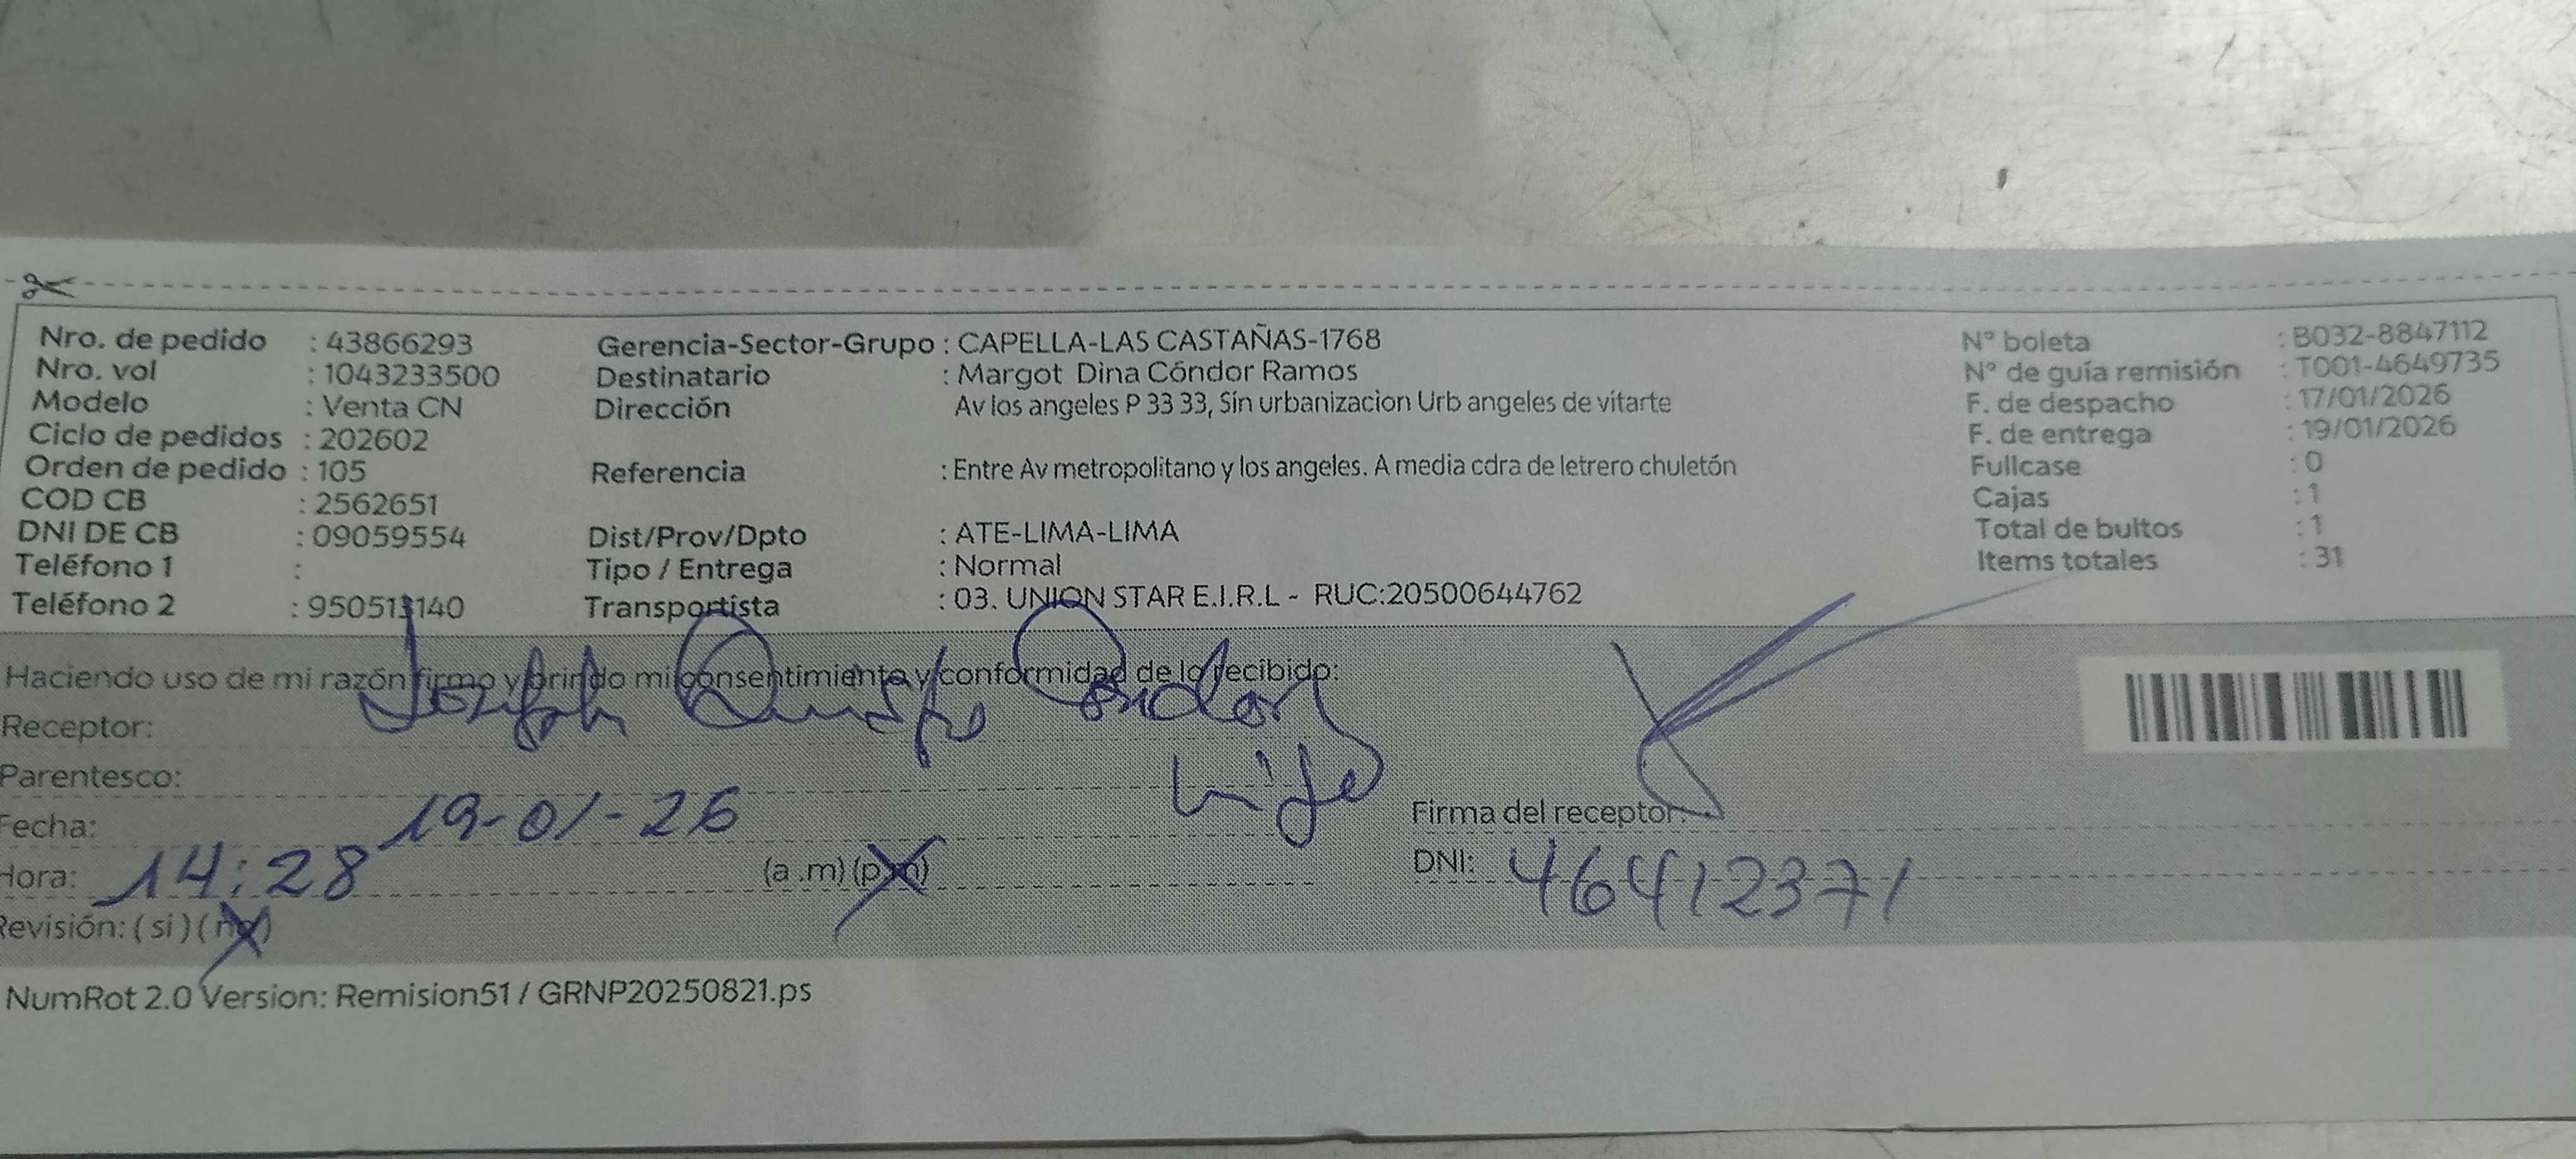 Nro. de pedido : 43866293
Nro. vol : 1043233500
Modelo : Venta CN
Ciclo de pedidos : 202602
Orden de pedido : 105
COD CB : 2562651
DNI DE CB : 09059554
Teléfono 1 :
Teléfono 2 : 950513140
Gerencia-Sector-Grupo : CAPELLA-LAS CASTAÑAS-1768
Destinatario : Margot Dina Cóndor Ramos
Dirección Av los angeles P 33 33, Sin urbanizacion Urb angeles de vitarte
Referencia : Entre Av metropolitano y los angeles. A media cdra de letrero chuletón
Dist/Prov/Dpto : ATE-LIMA-LIMA
Tipo / Entrega : Normal
Transportista : 03. UNION STAR E.I.R.L - RUC:20500644762
N° boleta : B032-8847112
N° de guía remisión : T001-4649735
F. de despacho : 17/01/2026
F. de entrega : 19/01/2026
Fullcase : 0
Cajas : 1
Total de bultos : 1
Items totales : 31
Haciendo uso de mi razón firmo y brindo mi consentimiento y conformidad de lo recibido:
Receptor: Joseph Quispe Condor
Parentesco: hijo
Fecha: 19-01-26
Hora: 14:28 (a .m) (p.m)
Revisión: ( si ) ( no )
Firma del receptor:
DNI: 46412371
NumRot 2.0 Version: Remision51 / GRNP20250821.ps